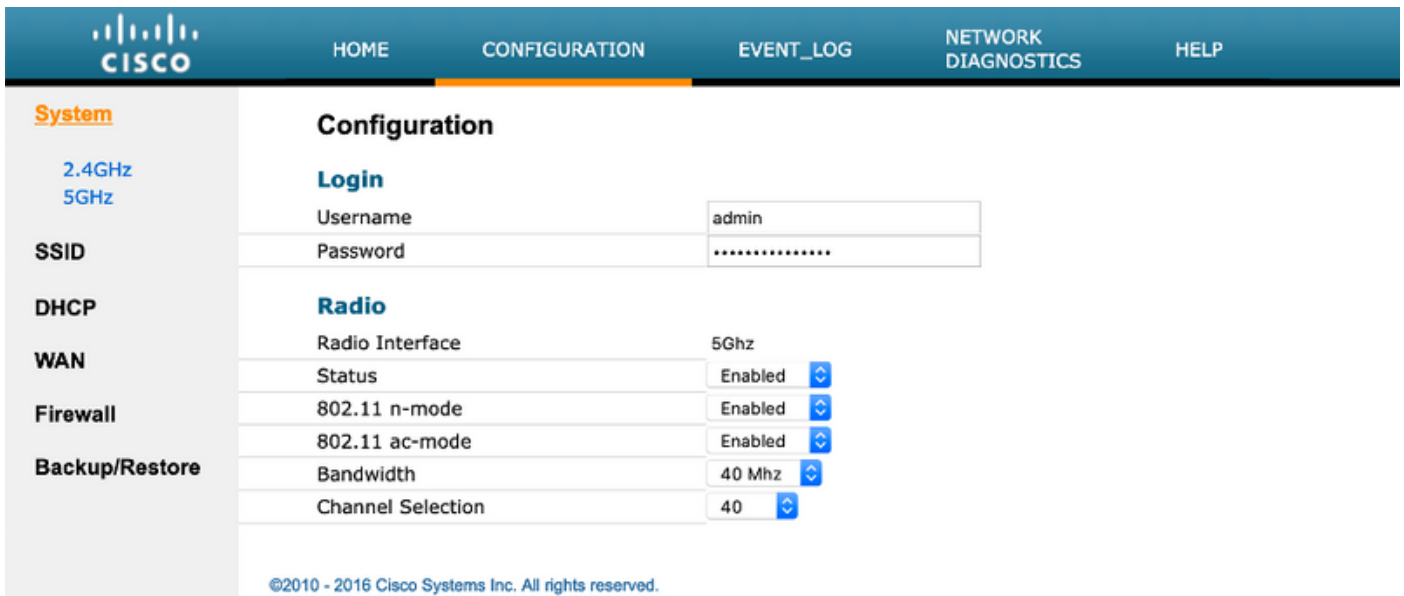 CISCO
HOME
CONFIGURATION
EVENT_LOG
NETWORK
DIAGNOSTICS
HELP
System
2.4GHz
5GHz
SSID
DHCP
WAN
Firewall
Backup/Restore
Configuration
Login
Username admin
Password •••••••••••••••
Radio
Radio Interface 5Ghz
Status Enabled
802.11 n-mode Enabled
802.11 ac-mode Enabled
Bandwidth 40 Mhz
Channel Selection 40
©2010 - 2016 Cisco Systems Inc. All rights reserved.